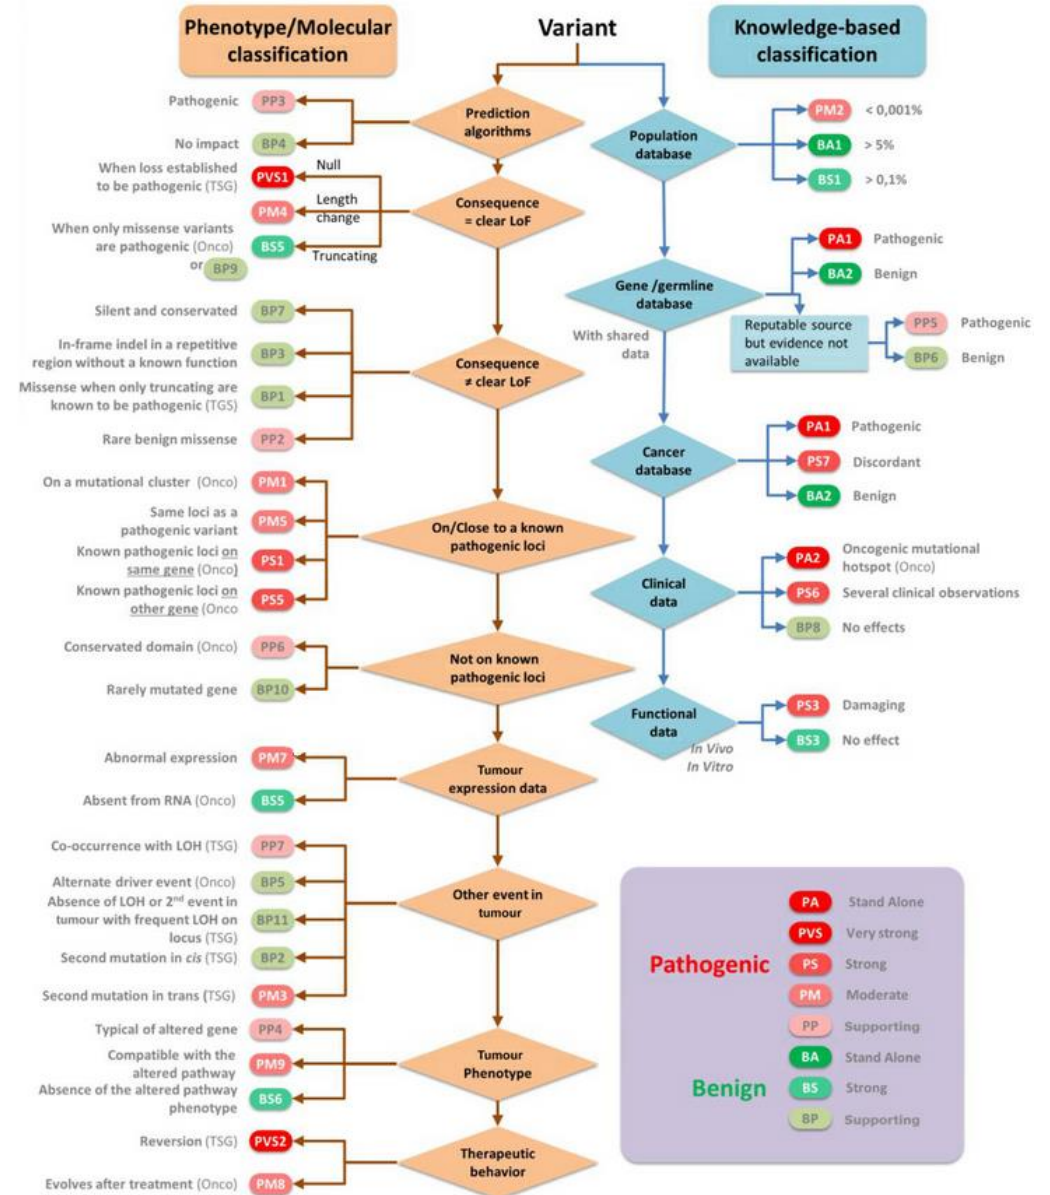 Phenotype/Molecular
classification
Variant
Knowledge-based
classification
Pathogenic
PP3
No impact
BP4
Prediction
algorithms
When loss established
to be pathogenic (TSG)
PVS1
Null
PM4
Length
change
When only missense variants
are pathogenic (Onco)
or
BP9
BS5
Truncating
Consequence
= clear LoF
Silent and conservated
BP7
In-frame indel in a repetitive
region without a known function
BP3
Missense when only truncating are
known to be pathogenic (TGS)
BP1
Rare benign missense
PP2
Consequence
≠ clear LoF
On a mutational cluster (Onco)
PM1
Same loci as a
pathogenic variant
PM5
Known pathogenic loci on
same gene (Onco)
PS1
Known pathogenic loci on
other gene (Onco
PS5
On/Close to a known
pathogenic loci
Conservated domain (Onco)
PP6
Rarely mutated gene
BP10
Not on known
pathogenic loci
Abnormal expression
PM7
Absent from RNA (Onco)
BS5
Tumour
expression data
Co-occurrence with LOH (TSG)
PP7
Alternate driver event (Onco)
BP5
Absence of LOH or 2nd event in
tumour with frequent LOH on
locus (TSG)
BP11
Second mutation in cis (TSG)
BP2
Second mutation in trans (TSG)
PM3
Other event in
tumour
Typical of altered gene
PP4
Compatible with the
altered pathway
PM9
Absence of the altered pathway
phenotype
BS6
Tumour
Phenotype
Reversion (TSG)
PVS2
Evolves after treatment (Onco)
PM8
Therapeutic
behavior
Population
database
PM2
< 0,001%
BA1
> 5%
BS1
> 0,1%
Gene /germline
database
With shared
data
PA1
Pathogenic
BA2
Benign
Reputable source
but evidence not
available
PP5
Pathogenic
BP6
Benign
Cancer
database
PA1
Pathogenic
PS7
Discordant
BA2
Benign
Clinical
data
PA2
Oncogenic mutational
hotspot (Onco)
PS6
Several clinical observations
BP8
No effects
Functional
data
In Vivo
In Vitro
PS3
Damaging
BS3
No effect
Pathogenic
PA
Stand Alone
PVS
Very strong
PS
Strong
PM
Moderate
PP
Supporting
Benign
BA
Stand Alone
BS
Strong
BP
Supporting